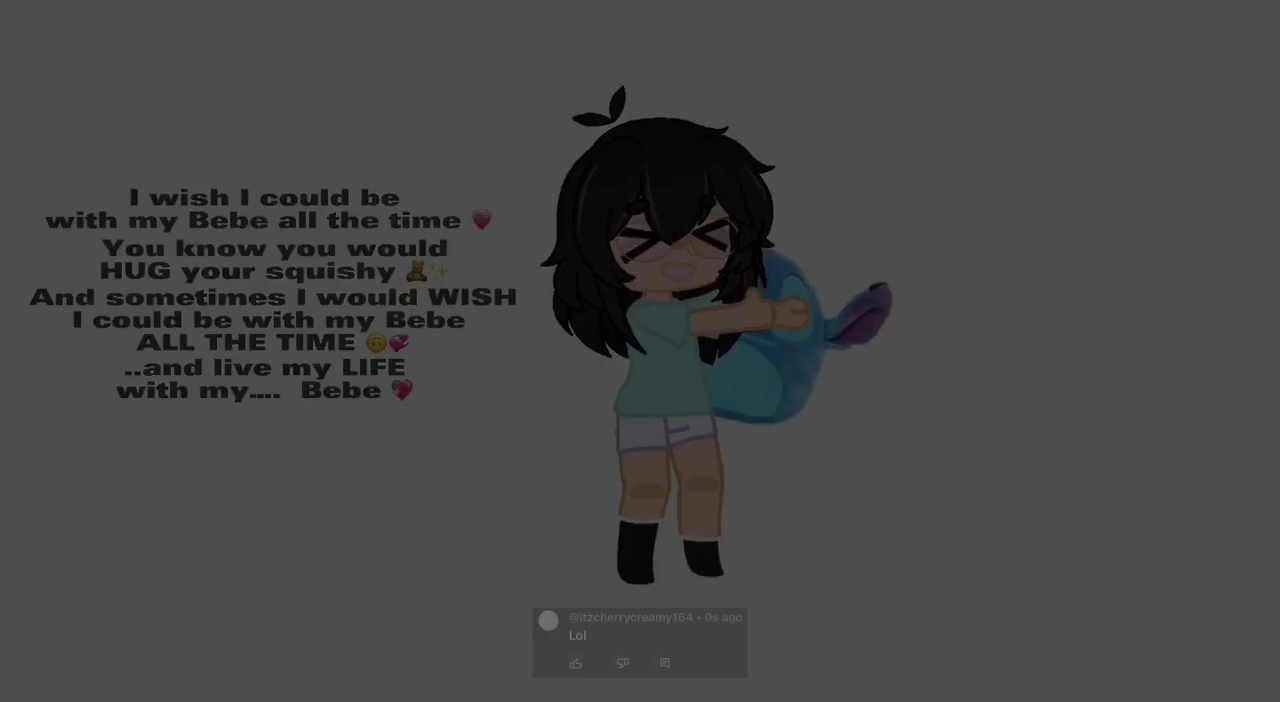 I wish I could be
with my Bebe all the time 💗
You know you would
HUG your squishy 🧸✨
And sometimes I would WISH
I could be with my Bebe
ALL THE TIME 🙃💞
..and live my LIFE
with my.... Bebe 💖
@itzcherrycreamy164 • 0s ago
Lol